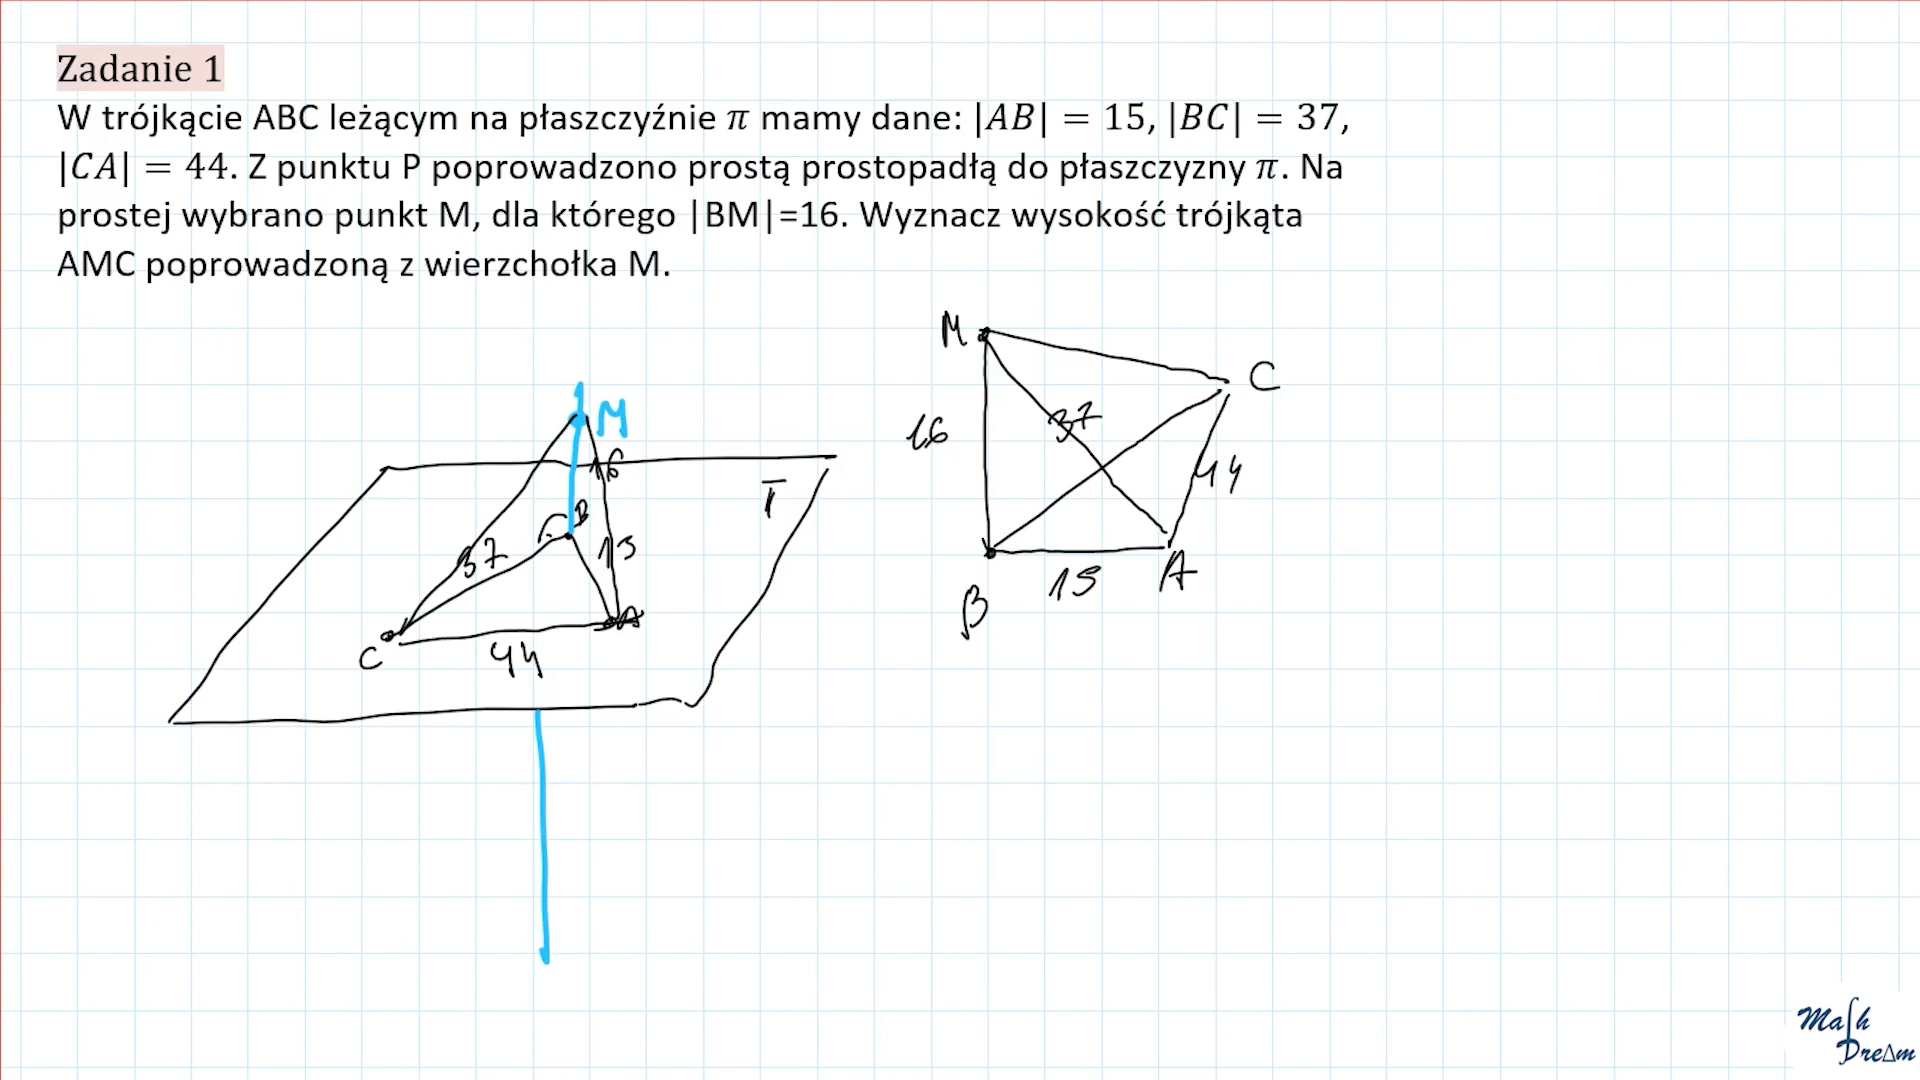 Zadanie 1
W trójkącie ABC leżącym na płaszczyźnie π mamy dane: |AB| = 15, |BC| = 37,
|CA| = 44. Z punktu P poprowadzono prostą prostopadłą do płaszczyzny π. Na
prostej wybrano punkt M, dla którego |BM|=16. Wyznacz wysokość trójkąta
AMC poprowadzoną z wierzchołka M.
M
C
M
16
37
16
44
B
37
15
A
15
A
B
C
44
Math
Dre∆m